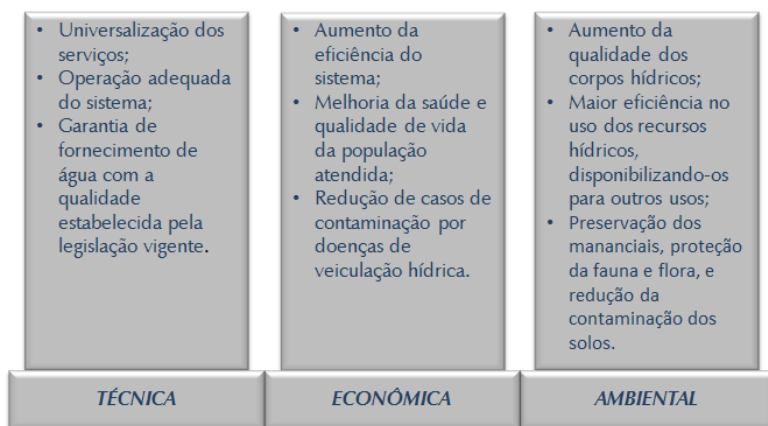 • Universalização dos
serviços;
• Operação adequada
do sistema;
• Garantia de
fornecimento de
água com a
qualidade
estabelecida pela
legislação vigente.
TÉCNICA
• Aumento da
eficiência do
sistema;
• Melhoria da saúde e
qualidade de vida
da população
atendida;
• Redução de casos de
contaminação por
doenças de
veiculação hídrica.
ECONÔMICA
• Aumento da
qualidade dos
corpos hídricos;
• Maior eficiência no
uso dos recursos
hídricos,
disponibilizando-os
para outros usos;
• Preservação dos
mananciais, proteção
da fauna e flora, e
redução da
contaminação dos
solos.
AMBIENTAL